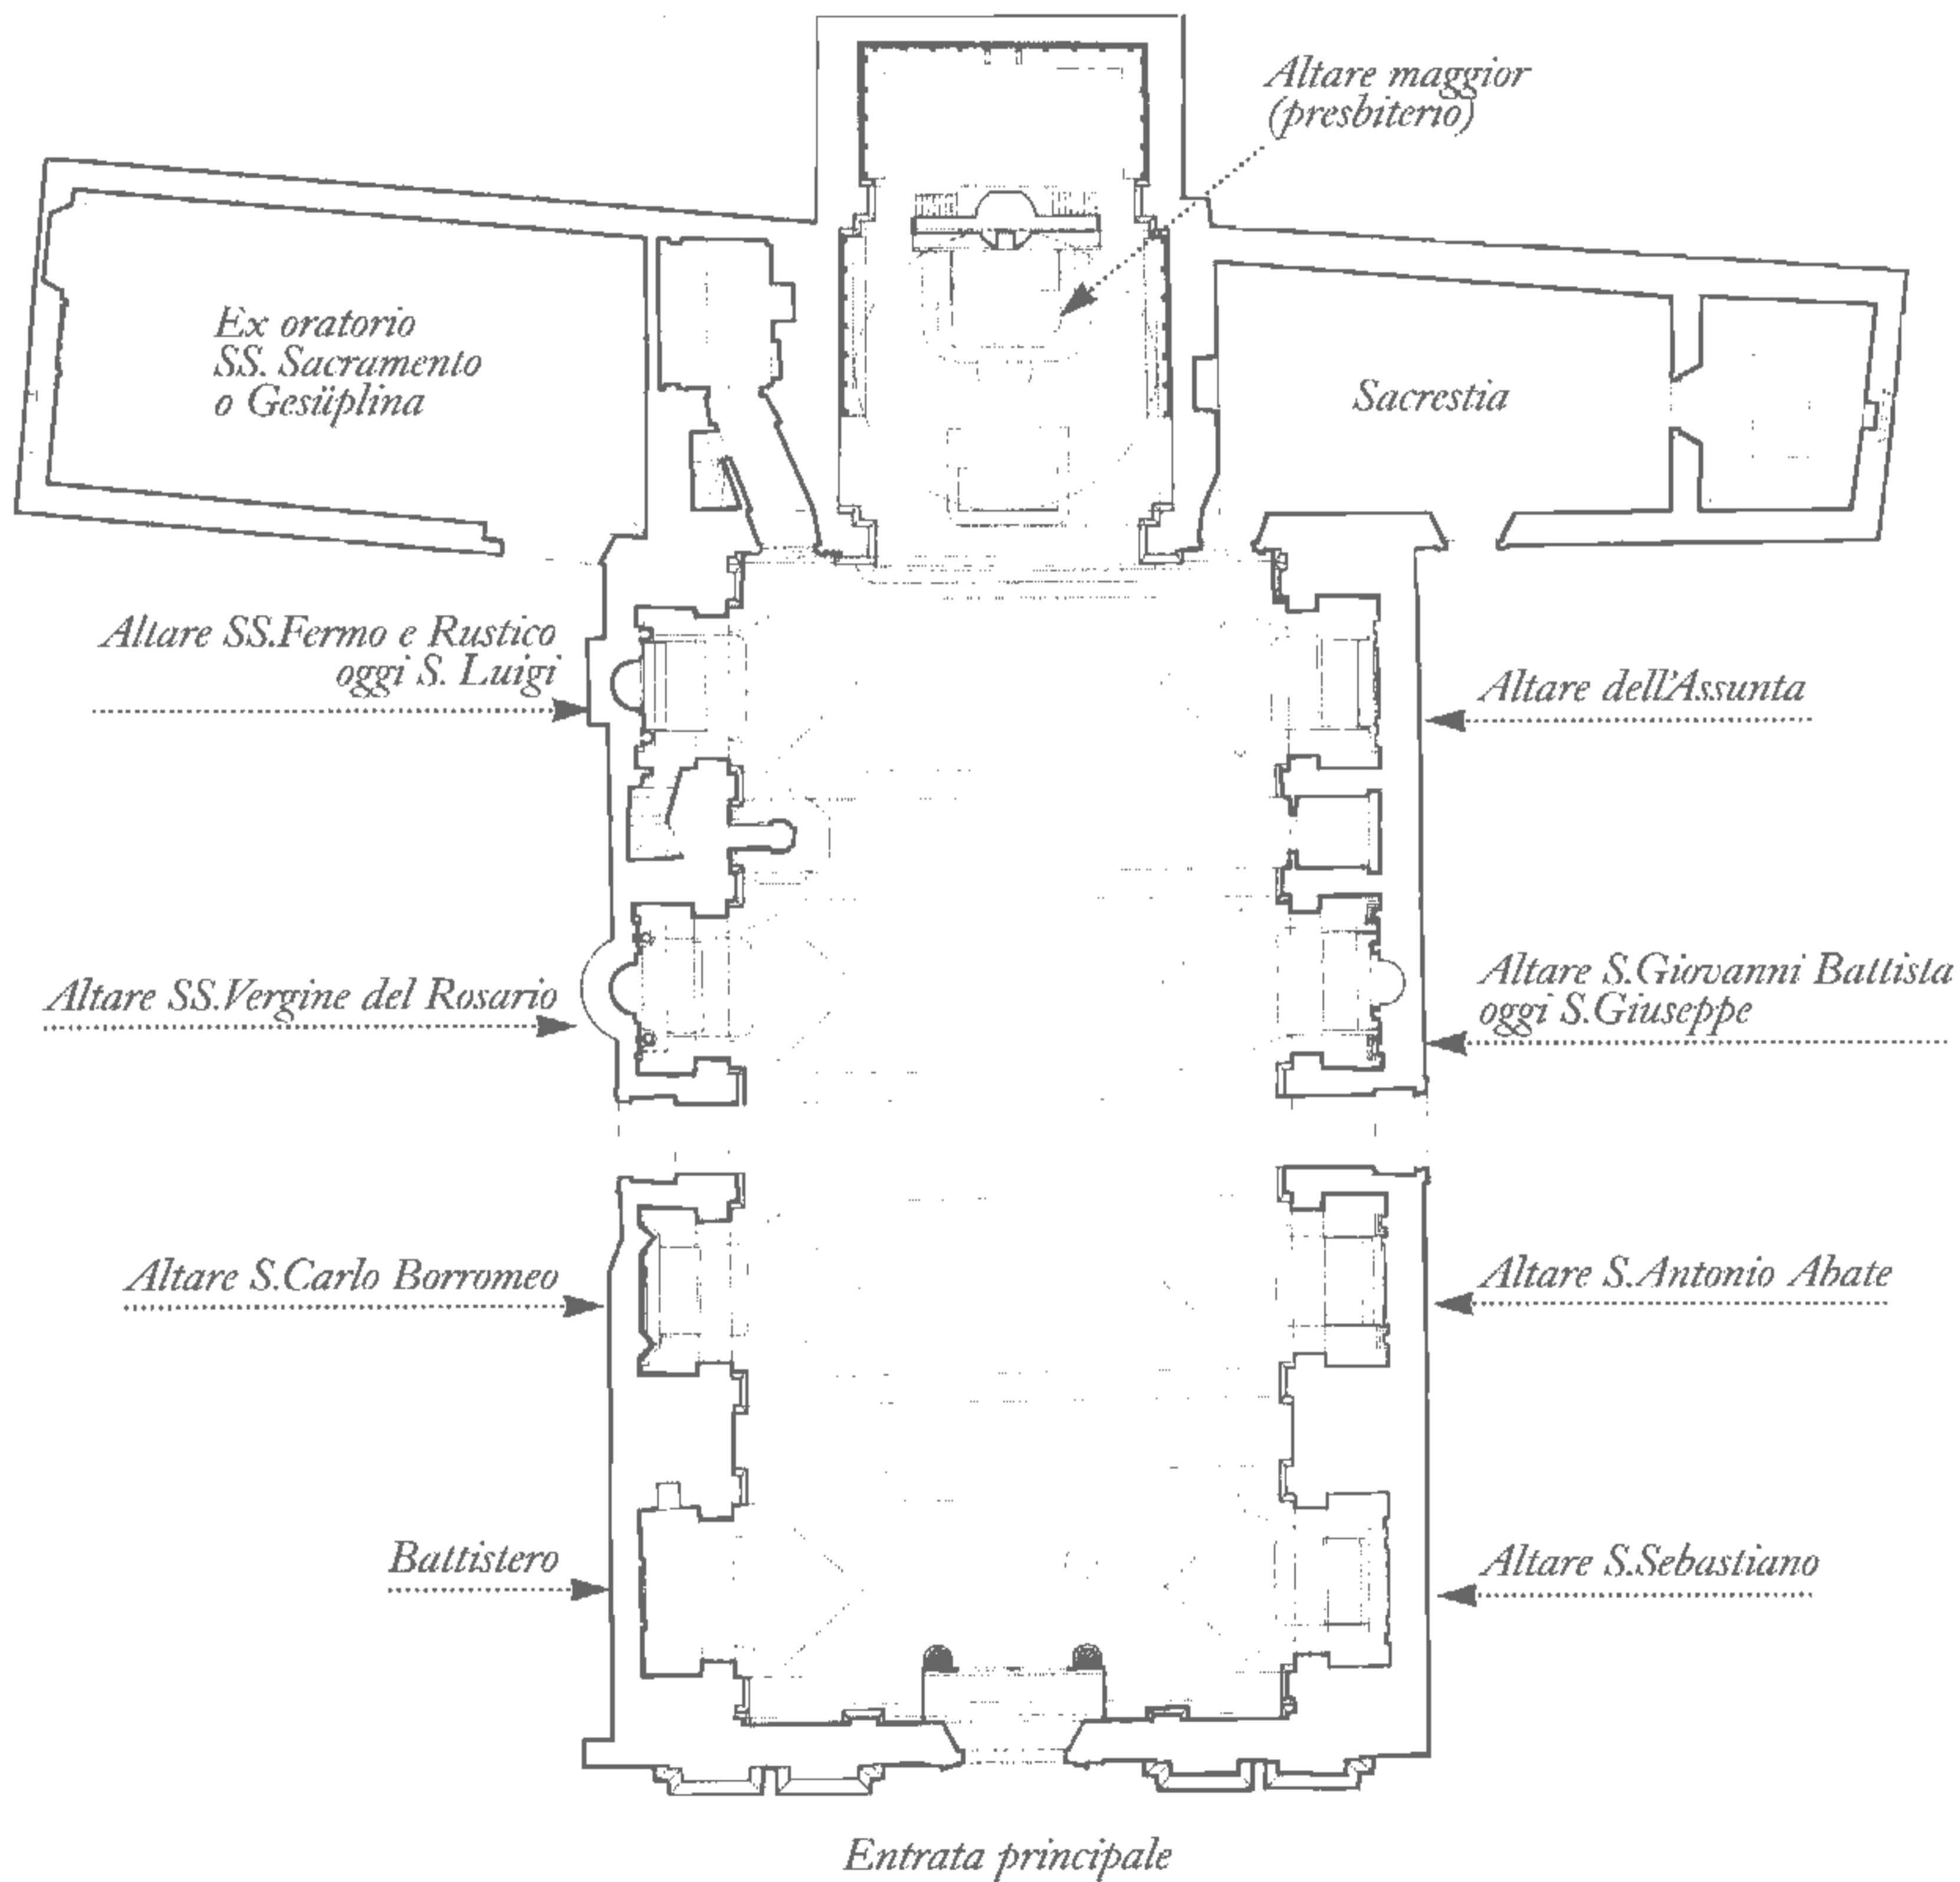 Altare maggior
(presbiterio)
Ex oratorio
SS. Sacramento
o Gesüplina
Sacrestia
Altare SS.Fermo e Rustico
oggi S. Luigi
Altare dell'Assunta
Altare SS.Vergine del Rosario
Altare S.Giovanni Battista
oggi S.Giuseppe
Altare S.Carlo Borromeo
Altare S.Antonio Abate
Battistero
Altare S.Sebastiano
Entrata principale